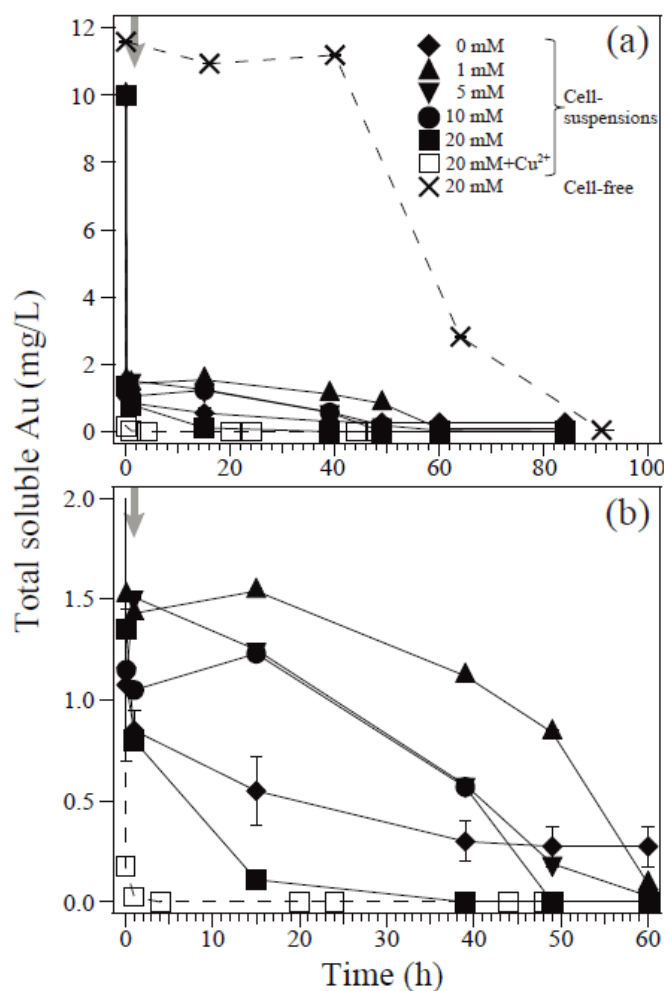 (a)
12
10
8
6
4
2
0
0 mM
1 mM
5 mM
10 mM
20 mM
20 mM+Cu²⁺
20 mM
Cell-
suspensions
Cell-free
0 20 40 60 80 100
Total soluble Au (mg/L)
(b)
2.0
1.5
1.0
0.5
0.0
0 10 20 30 40 50 60
Time (h)